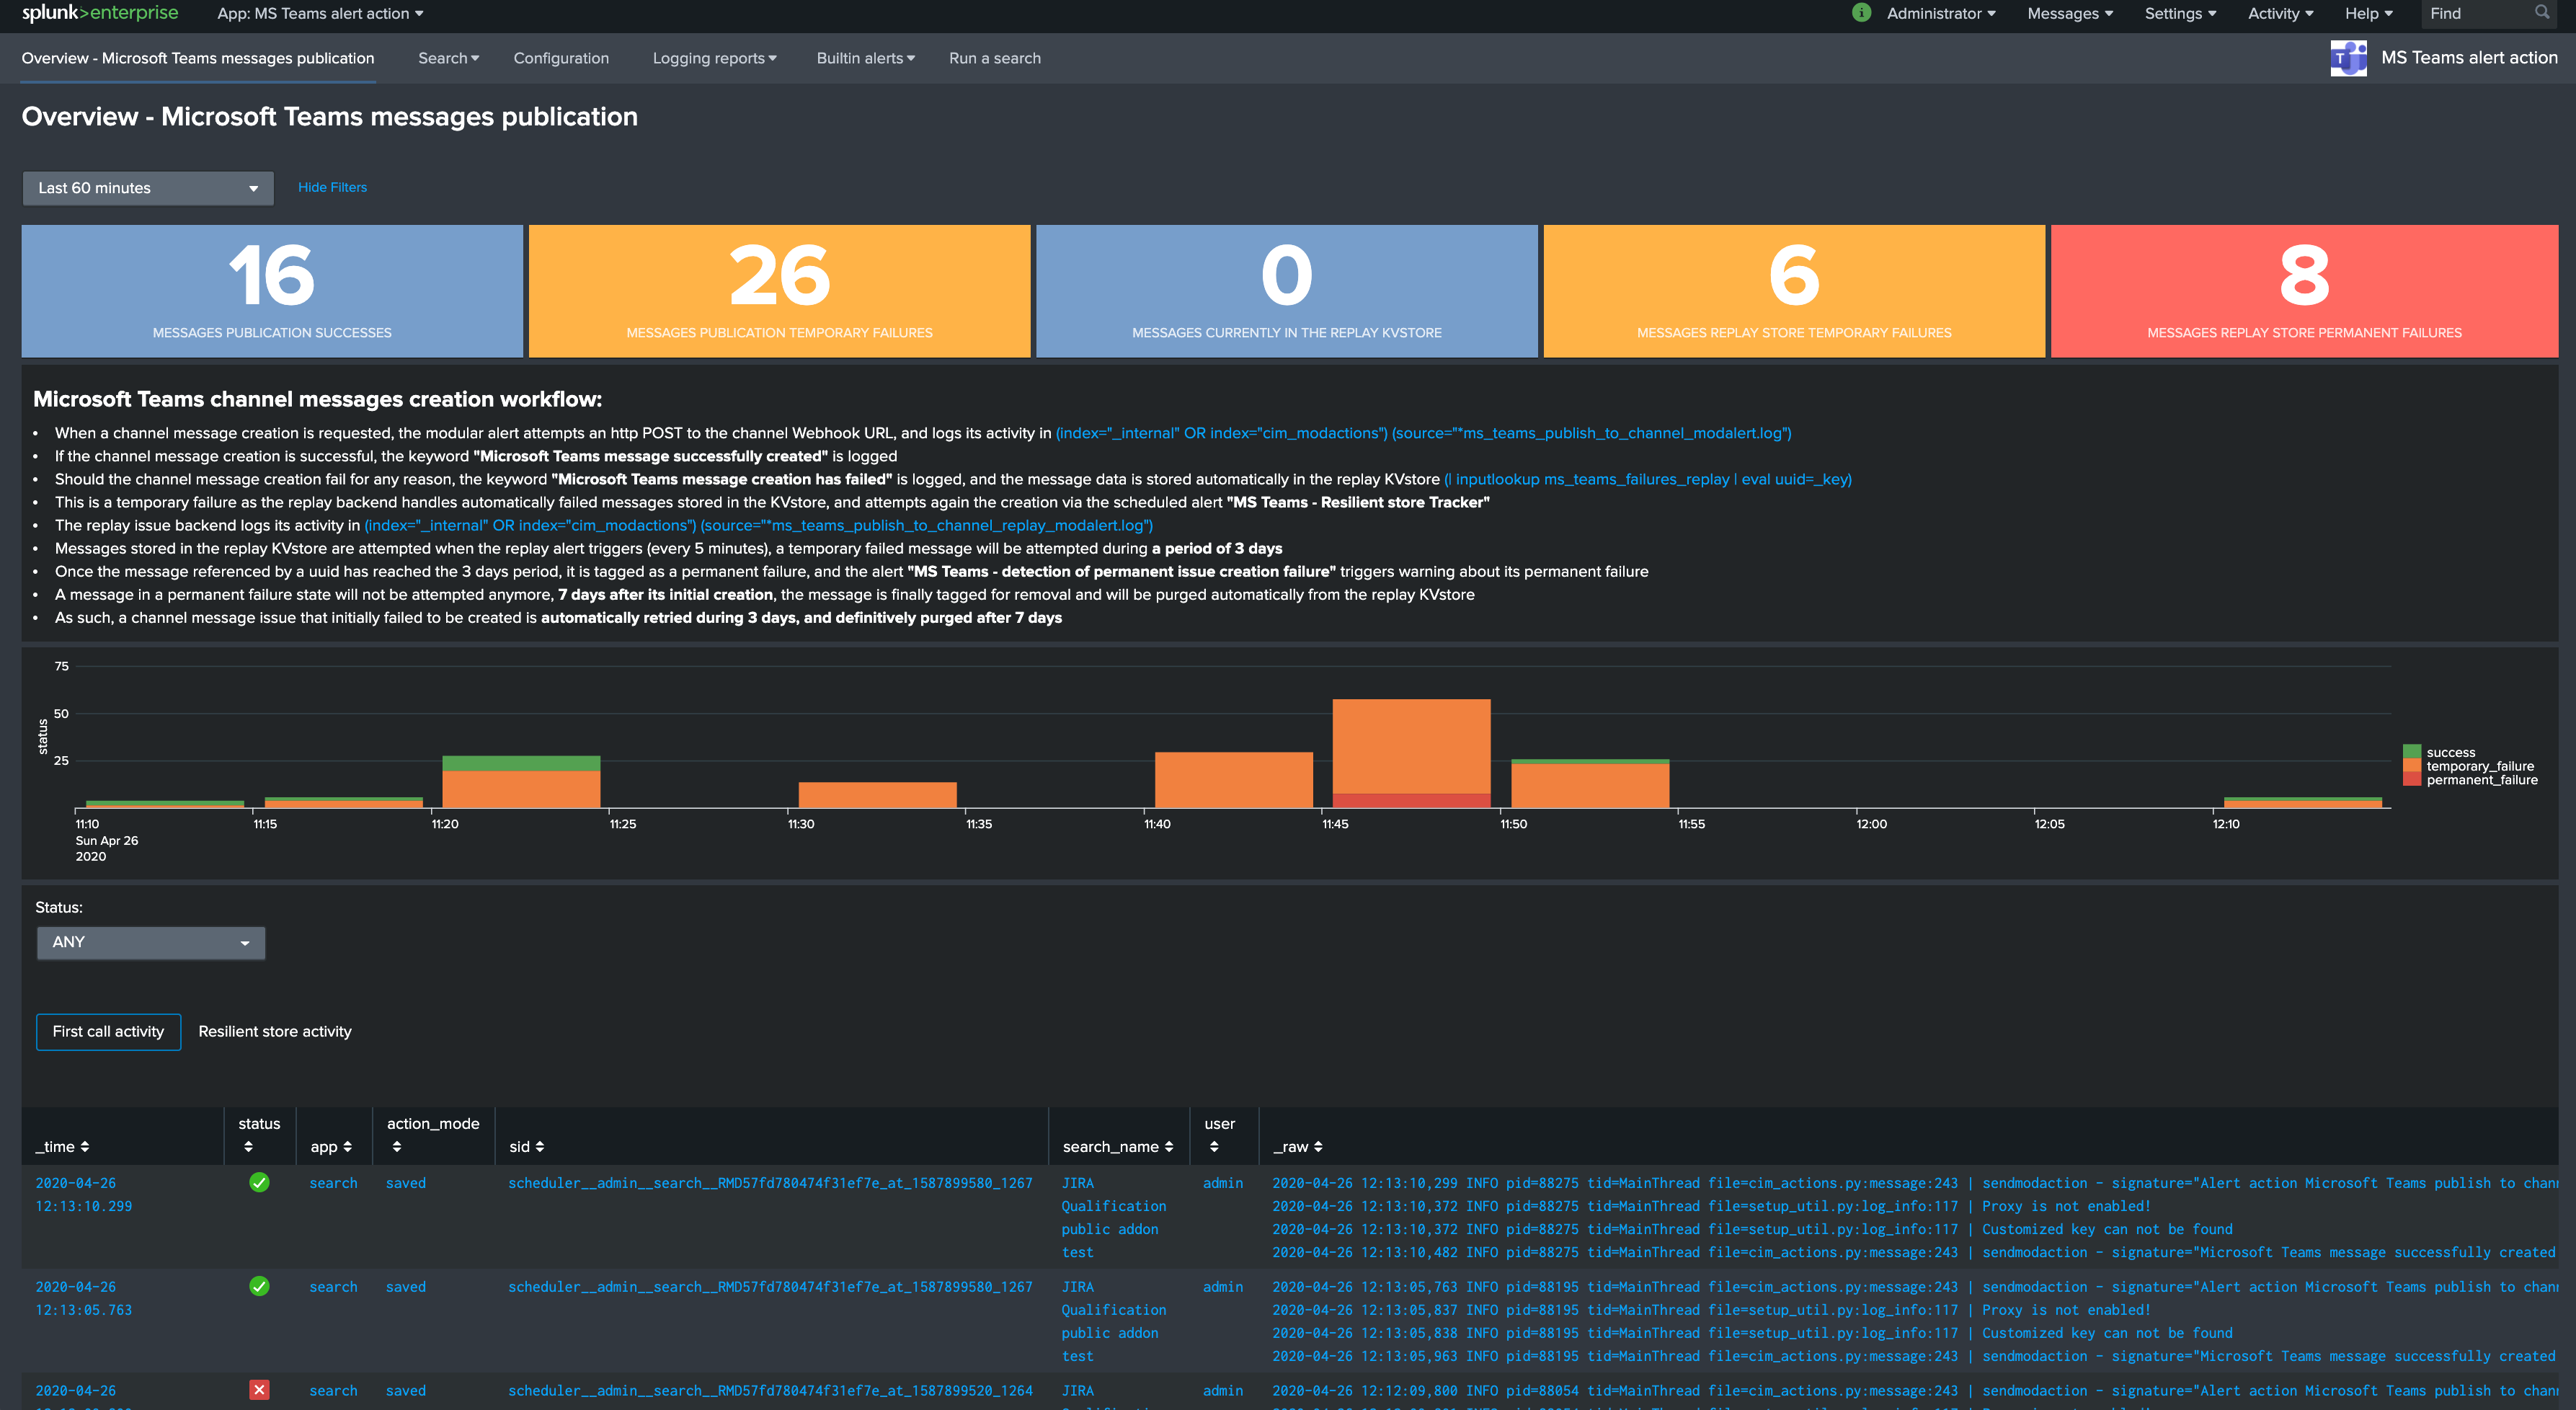 splunk>enterprise App: MS Teams alert action i Administrator Messages Settings Activity Help Find
Overview - Microsoft Teams messages publication Search Configuration Logging reports Builtin alerts Run a search MS Teams alert action
Overview - Microsoft Teams messages publication
Last 60 minutes Hide Filters
16 26 0 6 8
MESSAGES PUBLICATION SUCCESSES MESSAGES PUBLICATION TEMPORARY FAILURES MESSAGES CURRENTLY IN THE REPLAY KVSTORE MESSAGES REPLAY STORE TEMPORARY FAILURES MESSAGES REPLAY STORE PERMANENT FAILURES
Microsoft Teams channel messages creation workflow:
• When a channel message creation is requested, the modular alert attempts an http POST to the channel Webhook URL, and logs its activity in (index="_internal" OR index="cim_modactions") (source="*ms_teams_publish_to_channel_modalert.log")
• If the channel message creation is successful, the keyword "Microsoft Teams message successfully created" is logged
• Should the channel message creation fail for any reason, the keyword "Microsoft Teams message creation has failed" is logged, and the message data is stored automatically in the replay KVstore (| inputlookup ms_teams_failures_replay | eval uuid=_key)
• This is a temporary failure as the replay backend handles automatically failed messages stored in the KVstore, and attempts again the creation via the scheduled alert "MS Teams - Resilient store Tracker"
• The replay issue backend logs its activity in (index="_internal" OR index="cim_modactions") (source="*ms_teams_publish_to_channel_replay_modalert.log")
• Messages stored in the replay KVstore are attempted when the replay alert triggers (every 5 minutes), a temporary failed message will be attempted during a period of 3 days
• Once the message referenced by a uuid has reached the 3 days period, it is tagged as a permanent failure, and the alert "MS Teams - detection of permanent issue creation failure" triggers warning about its permanent failure
• A message in a permanent failure state will not be attempted anymore, 7 days after its initial creation, the message is finally tagged for removal and will be purged automatically from the replay KVstore
• As such, a channel message issue that initially failed to be created is automatically retried during 3 days, and definitively purged after 7 days
75
50
25
status
success
temporary_failure
permanent_failure
11:10 11:15 11:20 11:25 11:30 11:35 11:40 11:45 11:50 11:55 12:00 12:05 12:10
Sun Apr 26
2020
Status:
ANY
First call activity Resilient store activity
_time status app action_mode sid search_name user _raw
2020-04-26 search saved scheduler__admin__search__RMD57fd780474f31ef7e_at_1587899580_1267 JIRA admin 2020-04-26 12:13:10,299 INFO pid=88275 tid=MainThread file=cim_actions.py:message:243 | sendmodaction - signature="Alert action Microsoft Teams publish to chan
12:13:10.299 Qualification 2020-04-26 12:13:10,372 INFO pid=88275 tid=MainThread file=setup_util.py:log_info:117 | Proxy is not enabled!
public addon 2020-04-26 12:13:10,372 INFO pid=88275 tid=MainThread file=setup_util.py:log_info:117 | Customized key can not be found
test 2020-04-26 12:13:10,482 INFO pid=88275 tid=MainThread file=cim_actions.py:message:243 | sendmodaction - signature="Microsoft Teams message successfully created
2020-04-26 search saved scheduler__admin__search__RMD57fd780474f31ef7e_at_1587899580_1267 JIRA admin 2020-04-26 12:13:05,763 INFO pid=88195 tid=MainThread file=cim_actions.py:message:243 | sendmodaction - signature="Alert action Microsoft Teams publish to chan
12:13:05.763 Qualification 2020-04-26 12:13:05,837 INFO pid=88195 tid=MainThread file=setup_util.py:log_info:117 | Proxy is not enabled!
public addon 2020-04-26 12:13:05,838 INFO pid=88195 tid=MainThread file=setup_util.py:log_info:117 | Customized key can not be found
test 2020-04-26 12:13:05,963 INFO pid=88195 tid=MainThread file=cim_actions.py:message:243 | sendmodaction - signature="Microsoft Teams message successfully created
2020-04-26 search saved scheduler__admin__search__RMD57fd780474f31ef7e_at_1587899520_1264 JIRA admin 2020-04-26 12:12:09,800 INFO pid=88054 tid=MainThread file=cim_actions.py:message:243 | sendmodaction - signature="Alert action Microsoft Teams publish to chan